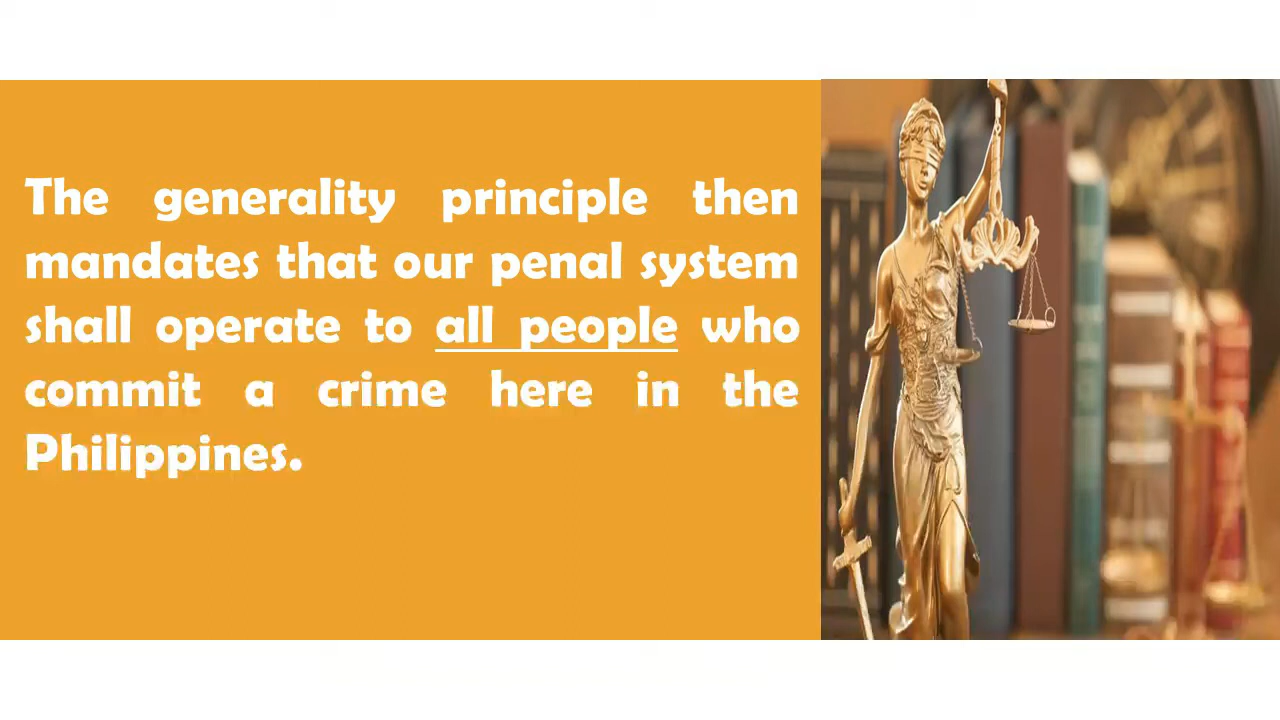 The generality principle then
mandates that our penal system
shall operate to all people who
commit a crime here in the
Philippines.